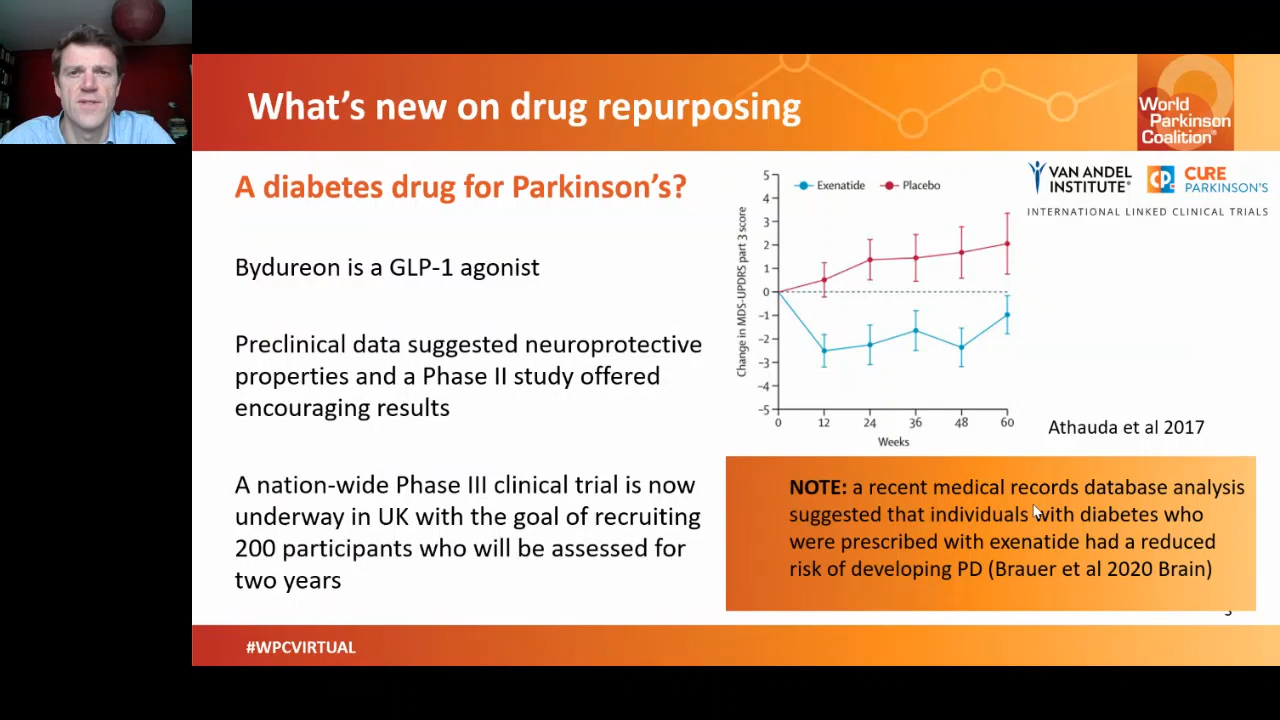 What's new on drug repurposing
World
Parkinson
Coalition®
A diabetes drug for Parkinson's?
Bydureon is a GLP-1 agonist
Preclinical data suggested neuroprotective
properties and a Phase II study offered
encouraging results
A nation-wide Phase III clinical trial is now
underway in UK with the goal of recruiting
200 participants who will be assessed for
two years
Exenatide Placebo
Change in MDS-UPDRS part 3 score
5
4
3
2
1
0
-1
-2
-3
-4
-5
0 12 24 36 48 60
Weeks
VAN ANDEL
INSTITUTE®
CP
CURE
PARKINSON'S
INTERNATIONAL LINKED CLINICAL TRIALS
Athauda et al 2017
NOTE: a recent medical records database analysis
suggested that individuals with diabetes who
were prescribed with exenatide had a reduced
risk of developing PD (Brauer et al 2020 Brain)
#WPCVIRTUAL